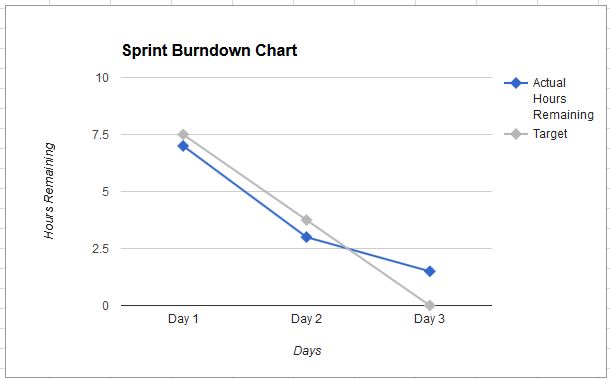 Sprint Burndown Chart
10
7.5
5
2.5
0
Hours Remaining
Day 1
Day 2
Day 3
Days
Actual
Hours
Remaining
Target